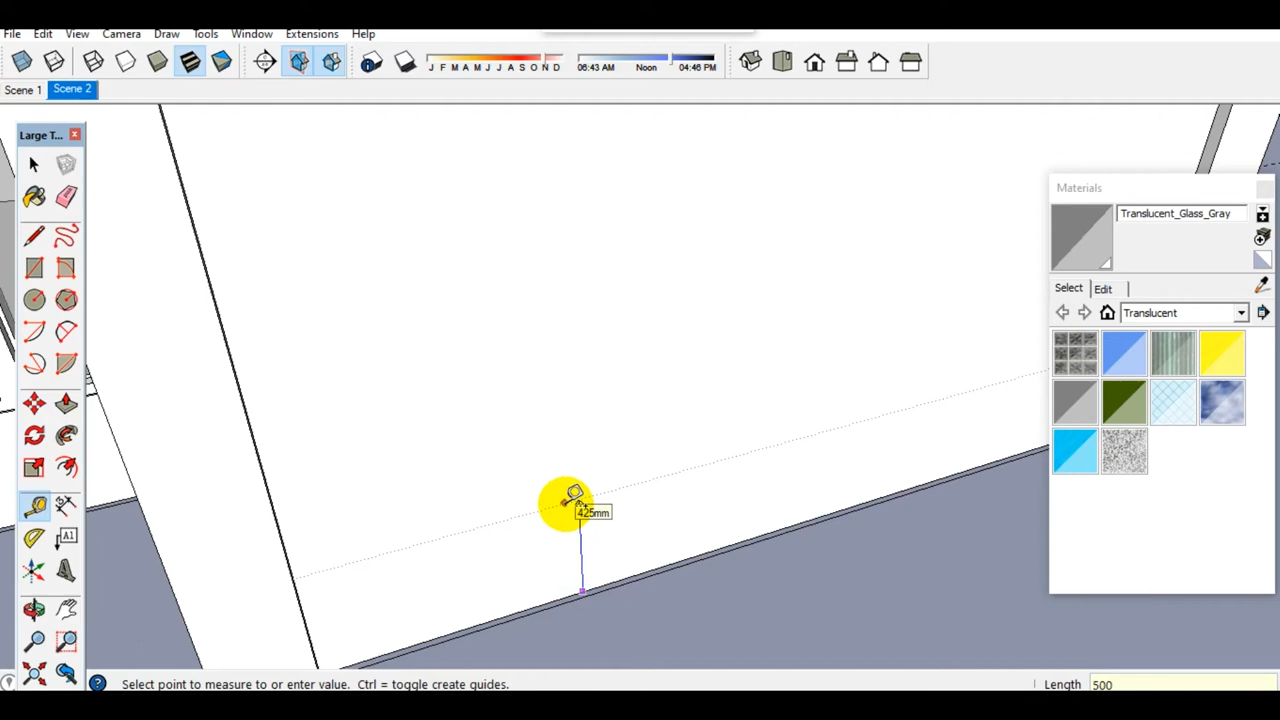 File Edit View Camera Draw Tools Window Extensions Help
J F M A M J J A S O N D 06:43 AM Noon 04:46 PM
Scene 1 Scene 2
Large T...
Materials
Translucent_Glass_Gray
Select Edit
Translucent
A1
425mm
Select point to measure to or enter value. Ctrl = toggle create guides. Length 500